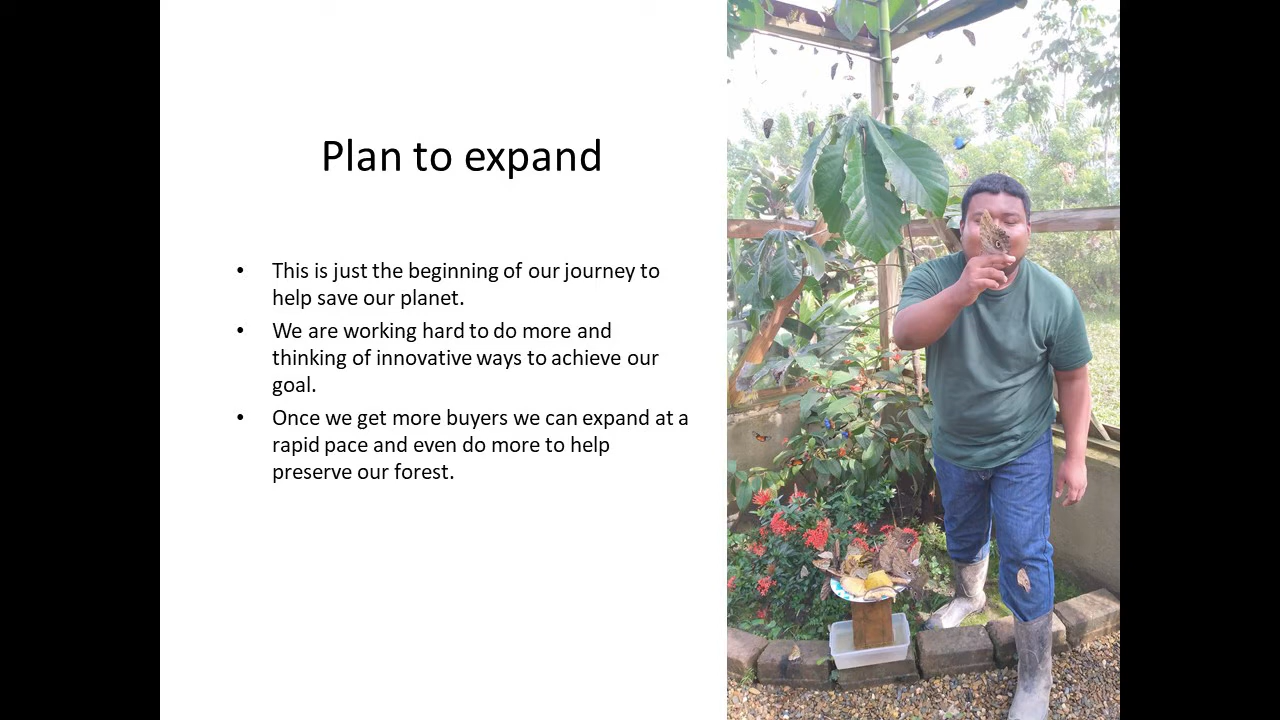 Plan to expand
• This is just the beginning of our journey to
help save our planet.
• We are working hard to do more and
thinking of innovative ways to achieve our
goal.
• Once we get more buyers we can expand at a
rapid pace and even do more to help
preserve our forest.